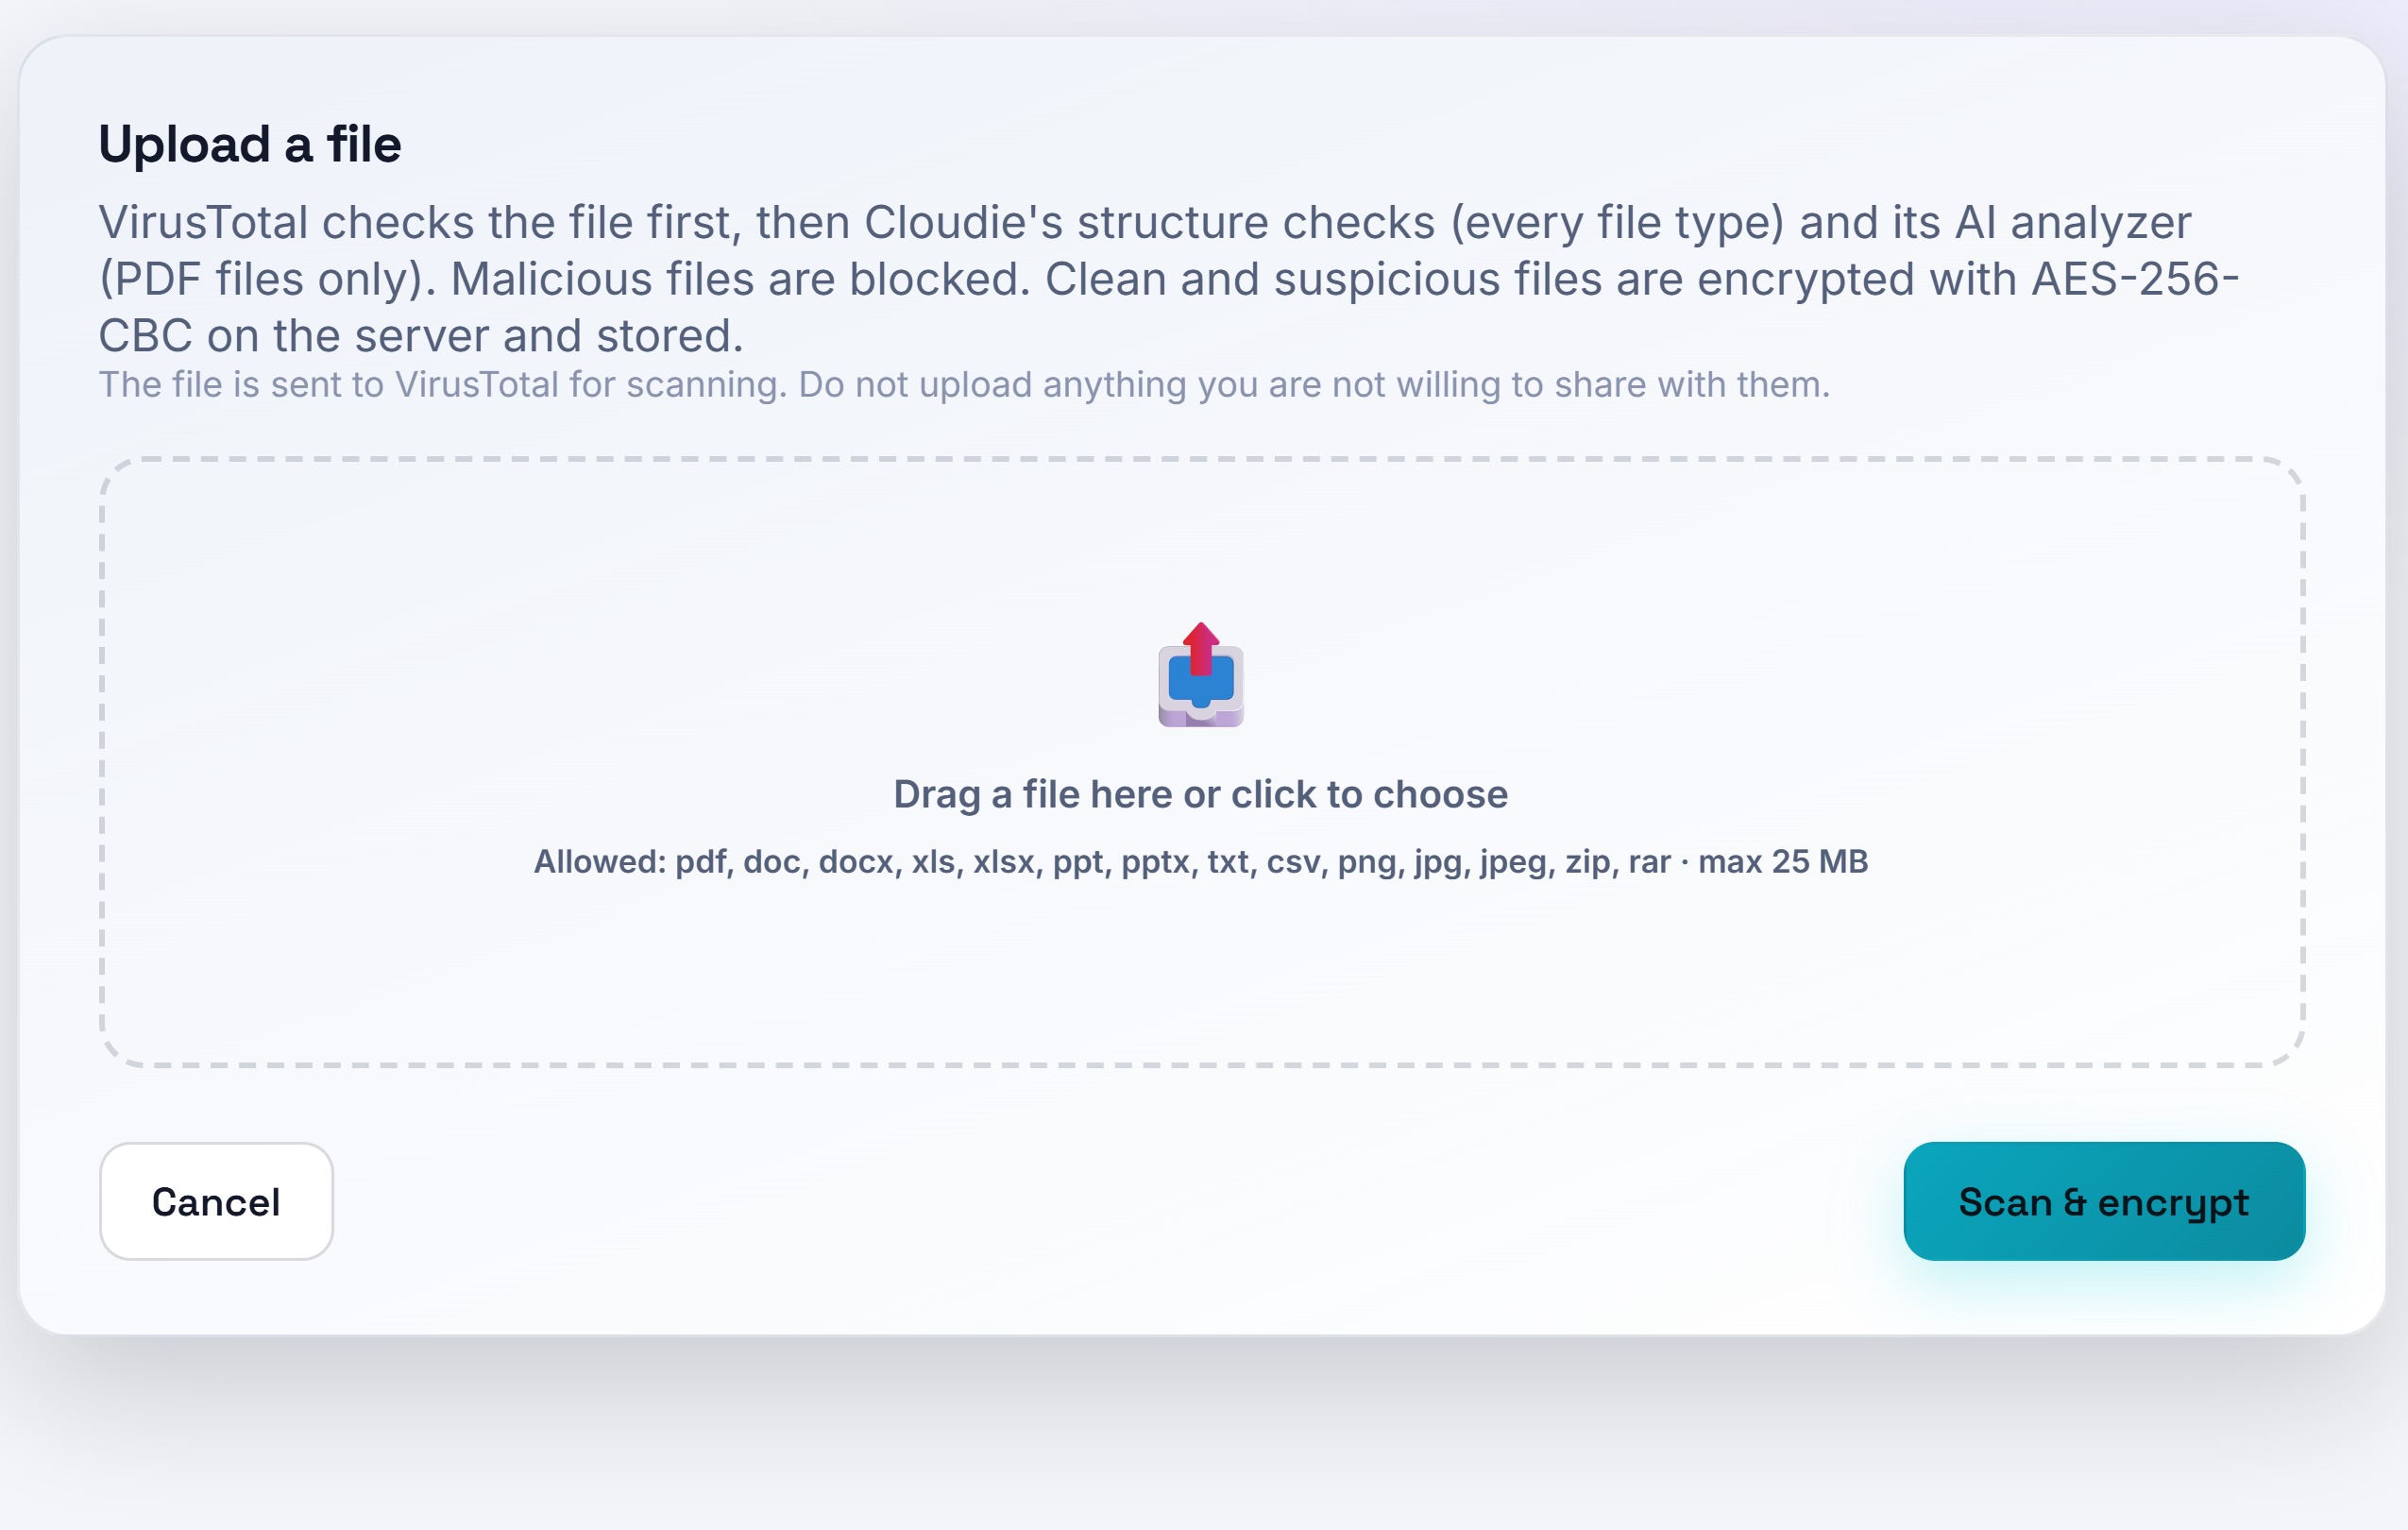 Upload a file
VirusTotal checks the file first, then Cloudie's structure checks (every file type) and its AI analyzer
(PDF files only). Malicious files are blocked. Clean and suspicious files are encrypted with AES-256-
CBC on the server and stored.
The file is sent to VirusTotal for scanning. Do not upload anything you are not willing to share with them.
Drag a file here or click to choose
Allowed: pdf, doc, docx, xls, xlsx, ppt, pptx, txt, csv, png, jpg, jpeg, zip, rar · max 25 MB
Cancel
Scan & encrypt